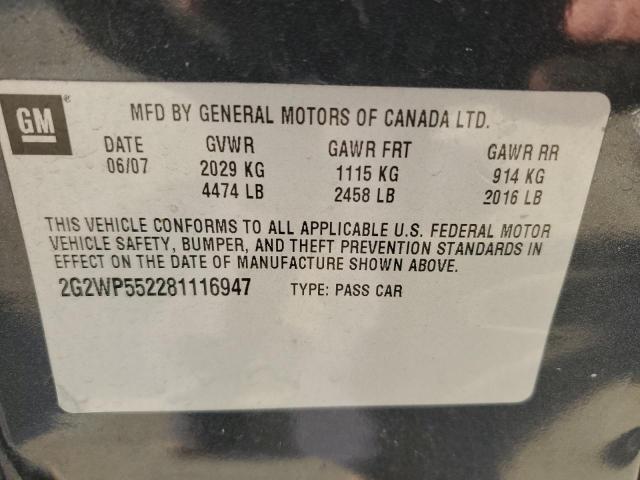 GM ®
MFD BY GENERAL MOTORS OF CANADA LTD.
DATE GVWR GAWR FRT GAWR RR
06/07 2029 KG 1115 KG 914 KG
4474 LB 2458 LB 2016 LB
THIS VEHICLE CONFORMS TO ALL APPLICABLE U.S. FEDERAL MOTOR
VEHICLE SAFETY, BUMPER, AND THEFT PREVENTION STANDARDS IN
EFFECT ON THE DATE OF MANUFACTURE SHOWN ABOVE.
2G2WP552281116947 TYPE: PASS CAR